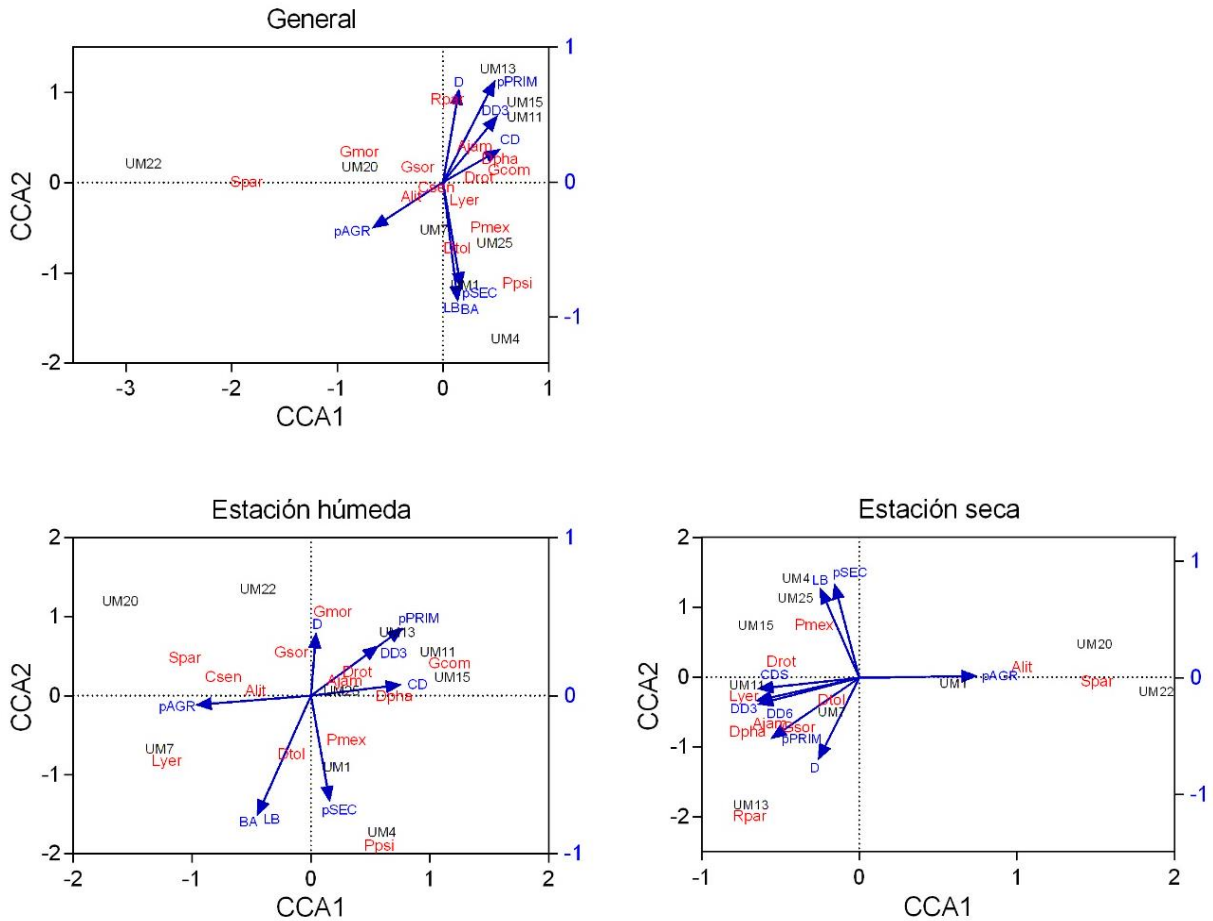 General
1
1
UM13
D
pPRIM
Rpar
UM15
DD3
UM11
CD
Ajam
Gmor
Dpha
UM22
UM20
Gsor
Gcom
Drot
Spar
0
0
Csen
Alit
Lyer
pAGR
UM7
Pmex
UM25
Dtol
CCA2
-1
UM1
Ppsi
pSEC
LB
BA
-1
UM4
-2
-3
-2
-1
0
1
CCA1
Estación húmeda
2
1
UM22
UM20
Gmor
pPRIM
D
UM13
1
Gsor
UM11
DD3
Spar
Gcom
Drot
Csen
UM15
Ajam
CD
Alit
Dpha
0
0
pAGR
CCA2
Pmex
UM7
Dtol
Lyer
UM1
-1
pSEC
BA
LB
UM4
Ppsi
-2
-1
-2
-1
0
1
2
CCA1
Estación seca
2
1
pSEC
UM4
LB
UM25
1
UM15
Pmex
UM20
Drot
Alit
CDS
pAGR
0
0
Spar
UM1
UM22
Lyer
Dtol
DD3
DD6
UM7
CCA2
Ajam
Gsor
Dpha
pPRIM
-1
D
-1
UM13
Rpar
-2
-1
0
1
2
CCA1